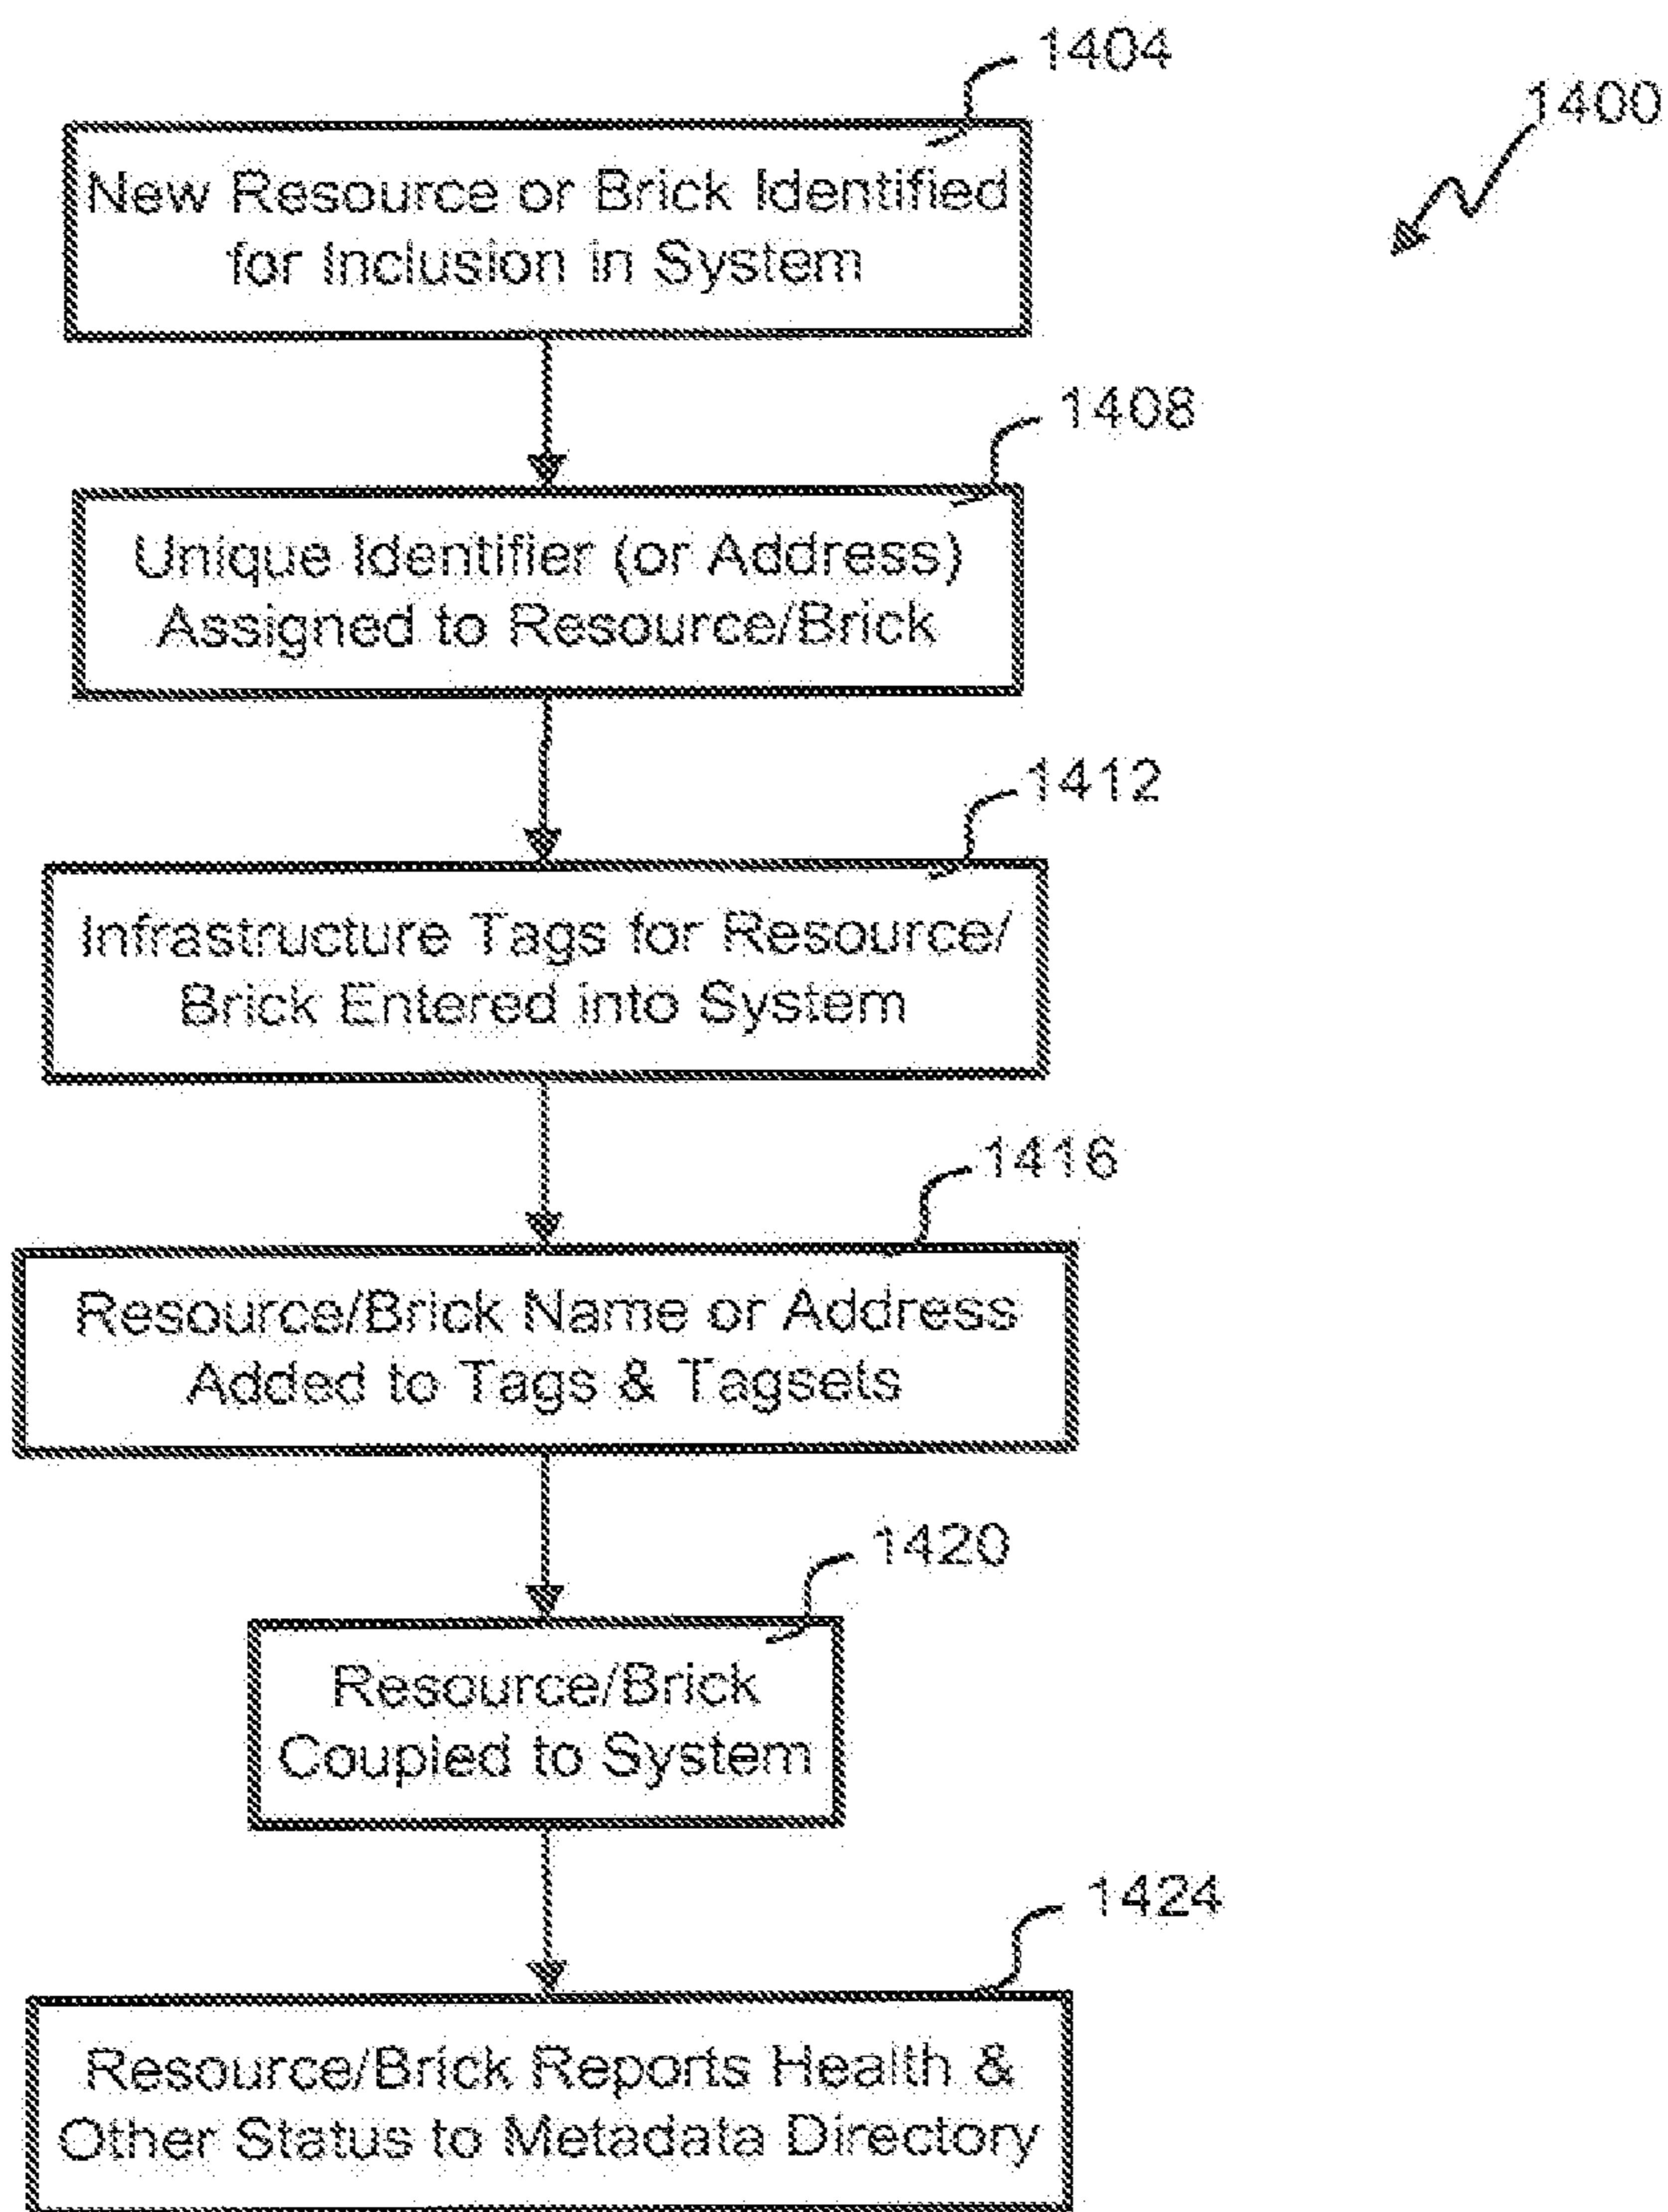 1404
1400
New Resource or Brick Identified
for Inclusion in System
1408
Unique Identifier (or Address)
Assigned to Resource/Brick
1412
Infrastructure Tags for Resource/
Brick Entered into System
1416
Resource/Brick Name or Address
Added to Tags & Tagsets
1420
Resource/Brick
Coupled to System
1424
Resource/Brick Reports Health &
Other Status to Metadata Directory